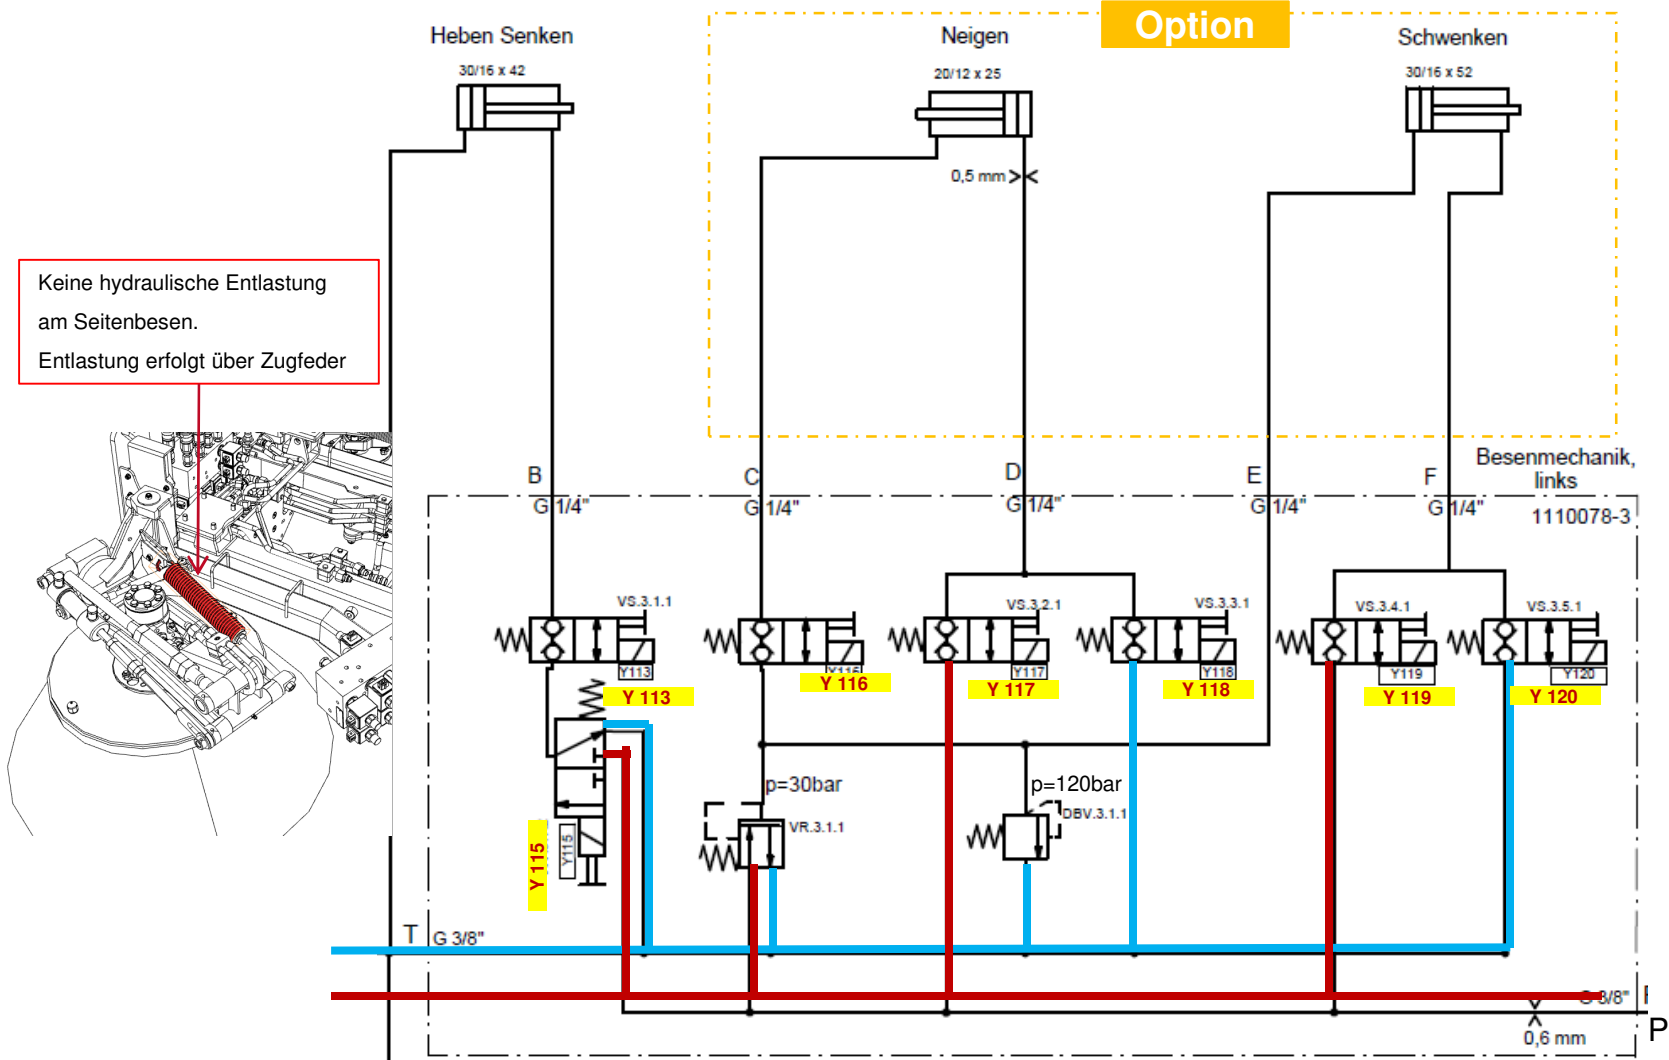 Option
Heben Senken
Neigen
Schwenken
30/16 x 42
20/12 x 25
30/16 x 52
0,5 mm
Keine hydraulische Entlastung
am Seitenbesen.
Entlastung erfolgt über Zugfeder
Besenmechanik,
links
1110078-3
B
C
D
E
F
G 1/4"
G 1/4"
G 1/4"
G 1/4"
G 1/4"
VS.3.1.1
VS.3.2.1
VS.3.3.1
VS.3.4.1
VS.3.5.1
Y113
Y116
Y117
Y118
Y119
Y120
Y 113
Y 116
Y 117
Y 118
Y 119
Y 120
p=30bar
p=120bar
DBV.3.1.1
VR.3.1.1
Y 115
Y115
T
G 3/8"
G 3/8"
P
0,6 mm